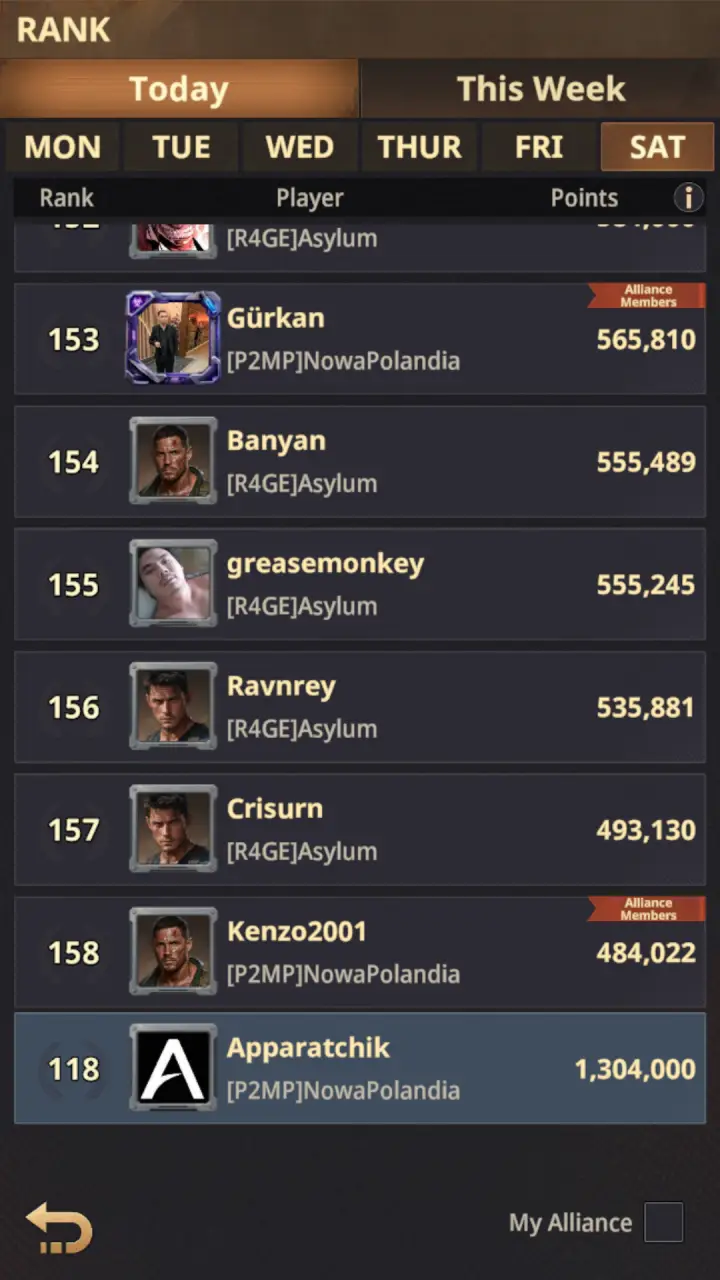 RANK
Today
This Week
MON
TUE
WED
THUR
FRI
SAT
Rank
Player
Points
[R4GE]Asylum
Alliance
Members
153
Gürkan
[P2MP]NowaPolandia
565,810
154
Banyan
[R4GE]Asylum
555,489
155
greasemonkey
[R4GE]Asylum
555,245
156
Ravnrey
[R4GE]Asylum
535,881
157
Crisurn
[R4GE]Asylum
493,130
Alliance
Members
158
Kenzo2001
[P2MP]NowaPolandia
484,022
118
Apparatchik
[P2MP]NowaPolandia
1,304,000
My Alliance